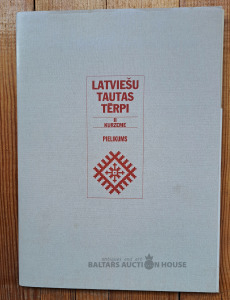 LATVIEŠU
TAUTAS
TĒRPI
II
KURZEME
PIELIKUMS
BALTARS AUCTION HOUSE